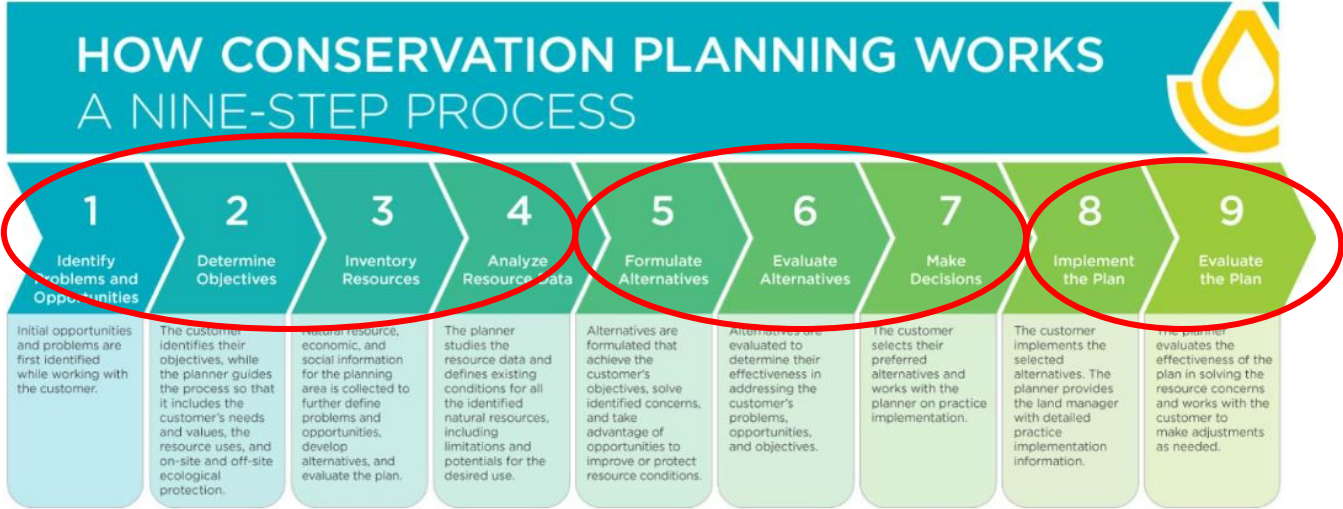 HOW CONSERVATION PLANNING WORKS
A NINE-STEP PROCESS
1
Identify
Problems and
Opportunities
Initial opportunities
and problems are
first identified
while working with
the customer.
2
Determine
Objectives
The customer
identifies their
objectives, while
the planner guides
the process so that
it includes the
customer's needs
and values, the
resource uses, and
on-site and off-site
ecological
protection.
3
Inventory
Resources
Natural resource,
economic, and
social information
for the planning
area is collected to
further define
problems and
opportunities,
develop
alternatives, and
evaluate the plan.
4
Analyze
Resource Data
The planner
studies the
resource data and
defines existing
conditions for all
the identified
natural resources,
including
limitations and
potentials for the
desired use.
5
Formulate
Alternatives
Alternatives are
formulated that
achieve the
customer's
objectives, solve
identified concerns,
and take
advantage of
opportunities to
improve or protect
resource conditions.
6
Evaluate
Alternatives
Alternatives are
evaluated to
determine their
effectiveness in
addressing the
customer's
problems,
opportunities,
and objectives.
7
Make
Decisions
The customer
selects their
preferred
alternatives and
works with the
planner on practice
implementation.
8
Implement
the Plan
The customer
implements the
selected
alternatives. The
planner provides
the land manager
with detailed
practice
implementation
information.
9
Evaluate
the Plan
The planner
evaluates the
effectiveness of the
plan in solving the
resource concerns
and works with the
customer to
make adjustments
as needed.